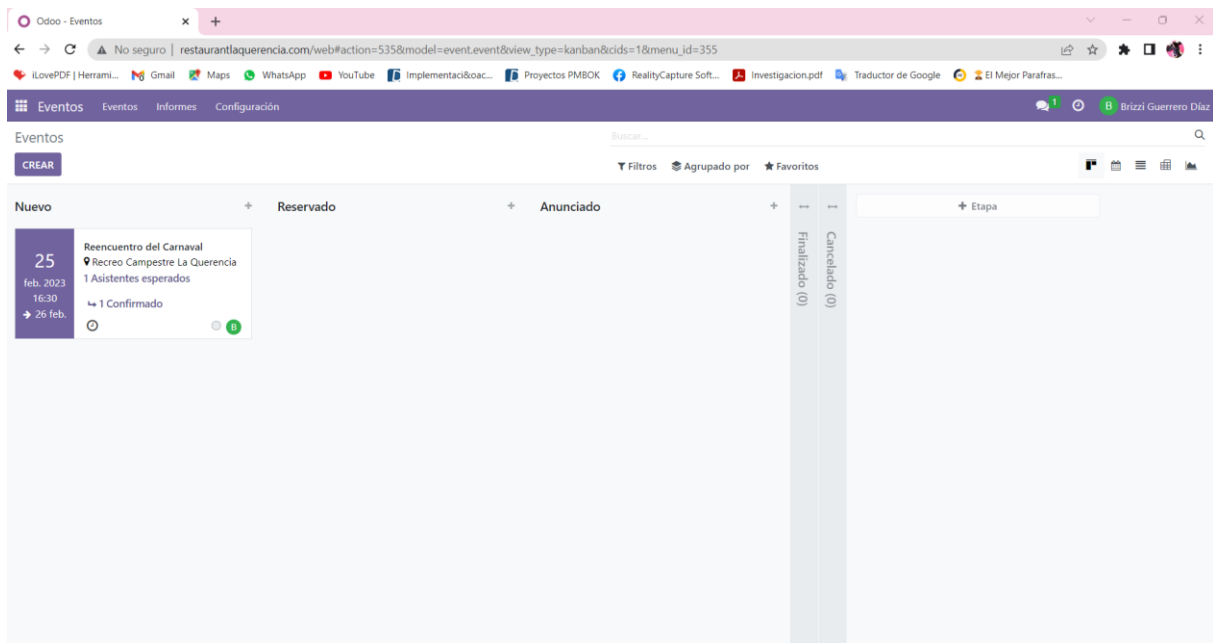 Odoo - Eventos
No seguro | restaurantlaquerencia.com/web#action=535&model=event.event&view_type=kanban&cids=1&menu_id=355
iLovePDF | Herrami... Gmail Maps WhatsApp YouTube Implementaci&oac... Proyectos PMBOK RealityCapture Soft... Investigacion.pdf Traductor de Google El Mejor Parafras...
Eventos Eventos Informes Configuración 1 B Brizzi Guerrero Díaz
Eventos Buscar...
CREAR Filtros Agrupado por Favoritos
Nuevo + Reservado + Anunciado + + Etapa
Finalizado (0)
Cancelado (0)
25
feb. 2023
16:30
→ 26 feb.
Reencuentro del Carnaval
Recreo Campestre La Querencia
1 Asistentes esperados
↪ 1 Confirmado
B